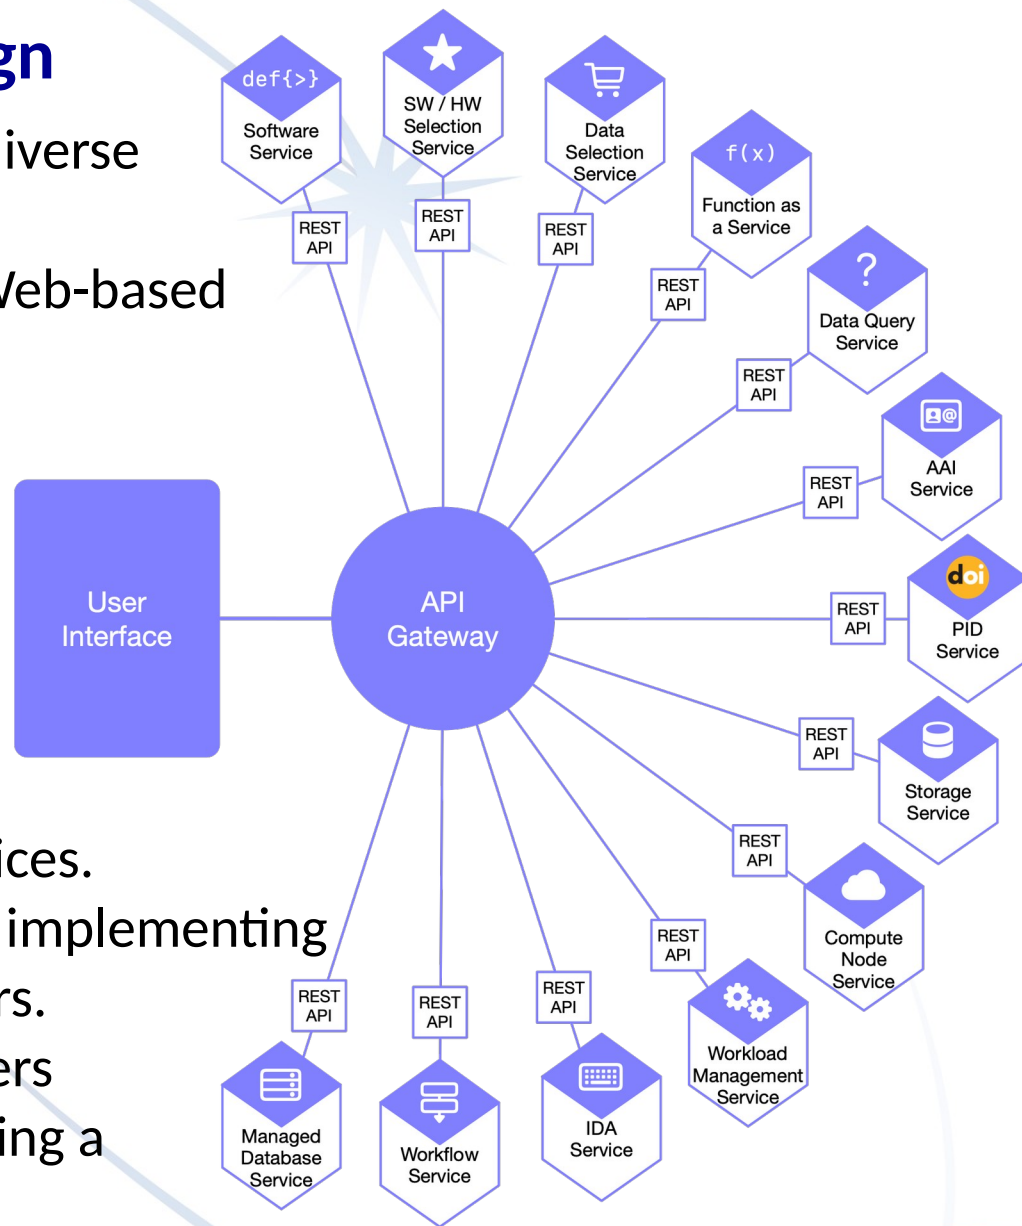 gn
iverse
Web-based
ices.
implementing
rs.
ers
ing a
def{>}
Software
Service
SW / HW
Selection
Service
Data
Selection
Service
f(x)
Function as
a Service
?
Data Query
Service
@
AAI
Service
doi
PID
Service
Storage
Service
Compute
Node
Service
Workload
Management
Service
IDA
Service
Workflow
Service
Managed
Database
Service
REST
API
REST
API
REST
API
REST
API
REST
API
REST
API
REST
API
REST
API
REST
API
REST
API
REST
API
REST
API
REST
API
User
Interface
API
Gateway